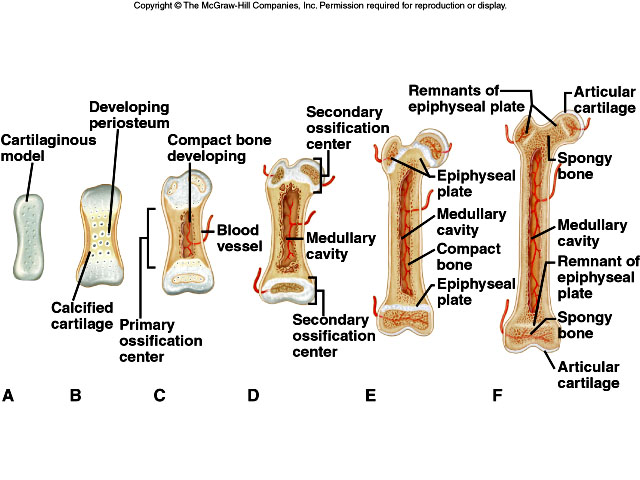 Copyright © The McGraw-Hill Companies, Inc. Permission required for reproduction or display.
Cartilaginous
model
Developing
periosteum
Calcified
cartilage
Compact bone
developing
Blood
vessel
Primary
ossification
center
Secondary
ossification
center
Medullary
cavity
Secondary
ossification
center
Epiphyseal
plate
Medullary
cavity
Compact
bone
Epiphyseal
plate
Remnants of
epiphyseal plate
Articular
cartilage
Spongy
bone
Medullary
cavity
Remnant of
epiphyseal
plate
Spongy
bone
Articular
cartilage
A B C D E F